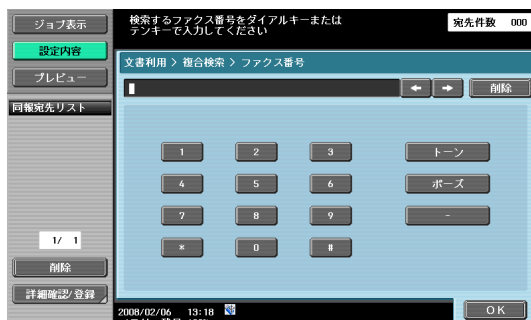 ジョブ表示
設定内容
プレビュー
同報宛先リスト
1/ 1
削除
詳細確認/登録
検索するファクス番号をダイアルキーまたは
テンキーで入力してください
宛先件数 000
文書利用 > 複合検索 > ファクス番号
← → 削除
1 2 3 トーン
4 5 6 ポーズ
7 8 9 -
* 0 #
2008/02/06 13:18
OK